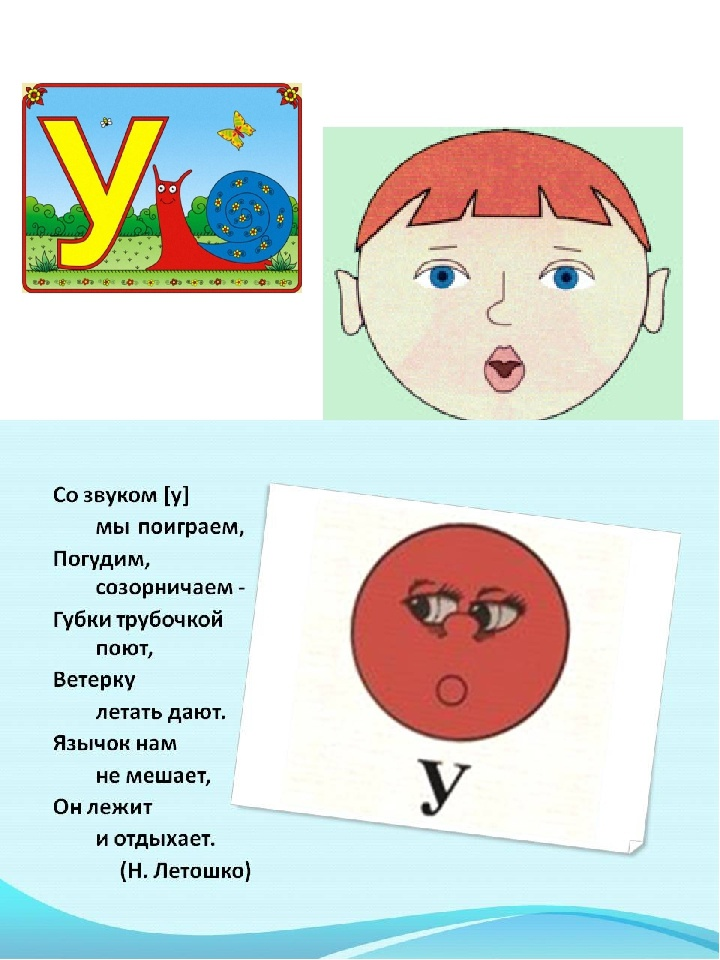 У
Со звуком [у]
мы поиграем,
Погудим,
созорничаем -
Губки трубочкой
поют,
Ветерку
летать дают.
Язычок нам
не мешает,
Он лежит
и отдыхает.
(Н. Летошко)
У